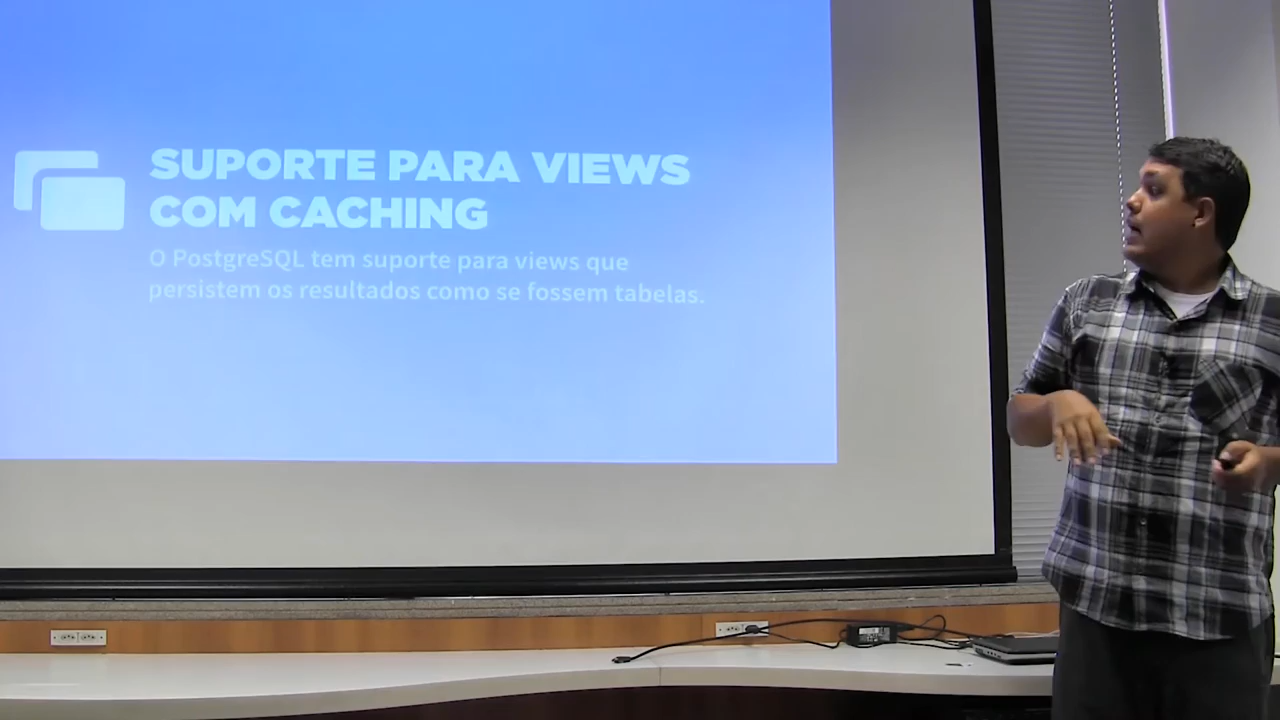 SUPORTE PARA VIEWS
COM CACHING
O PostgreSQL tem suporte para views que
persistem os resultados como se fossem tabelas.